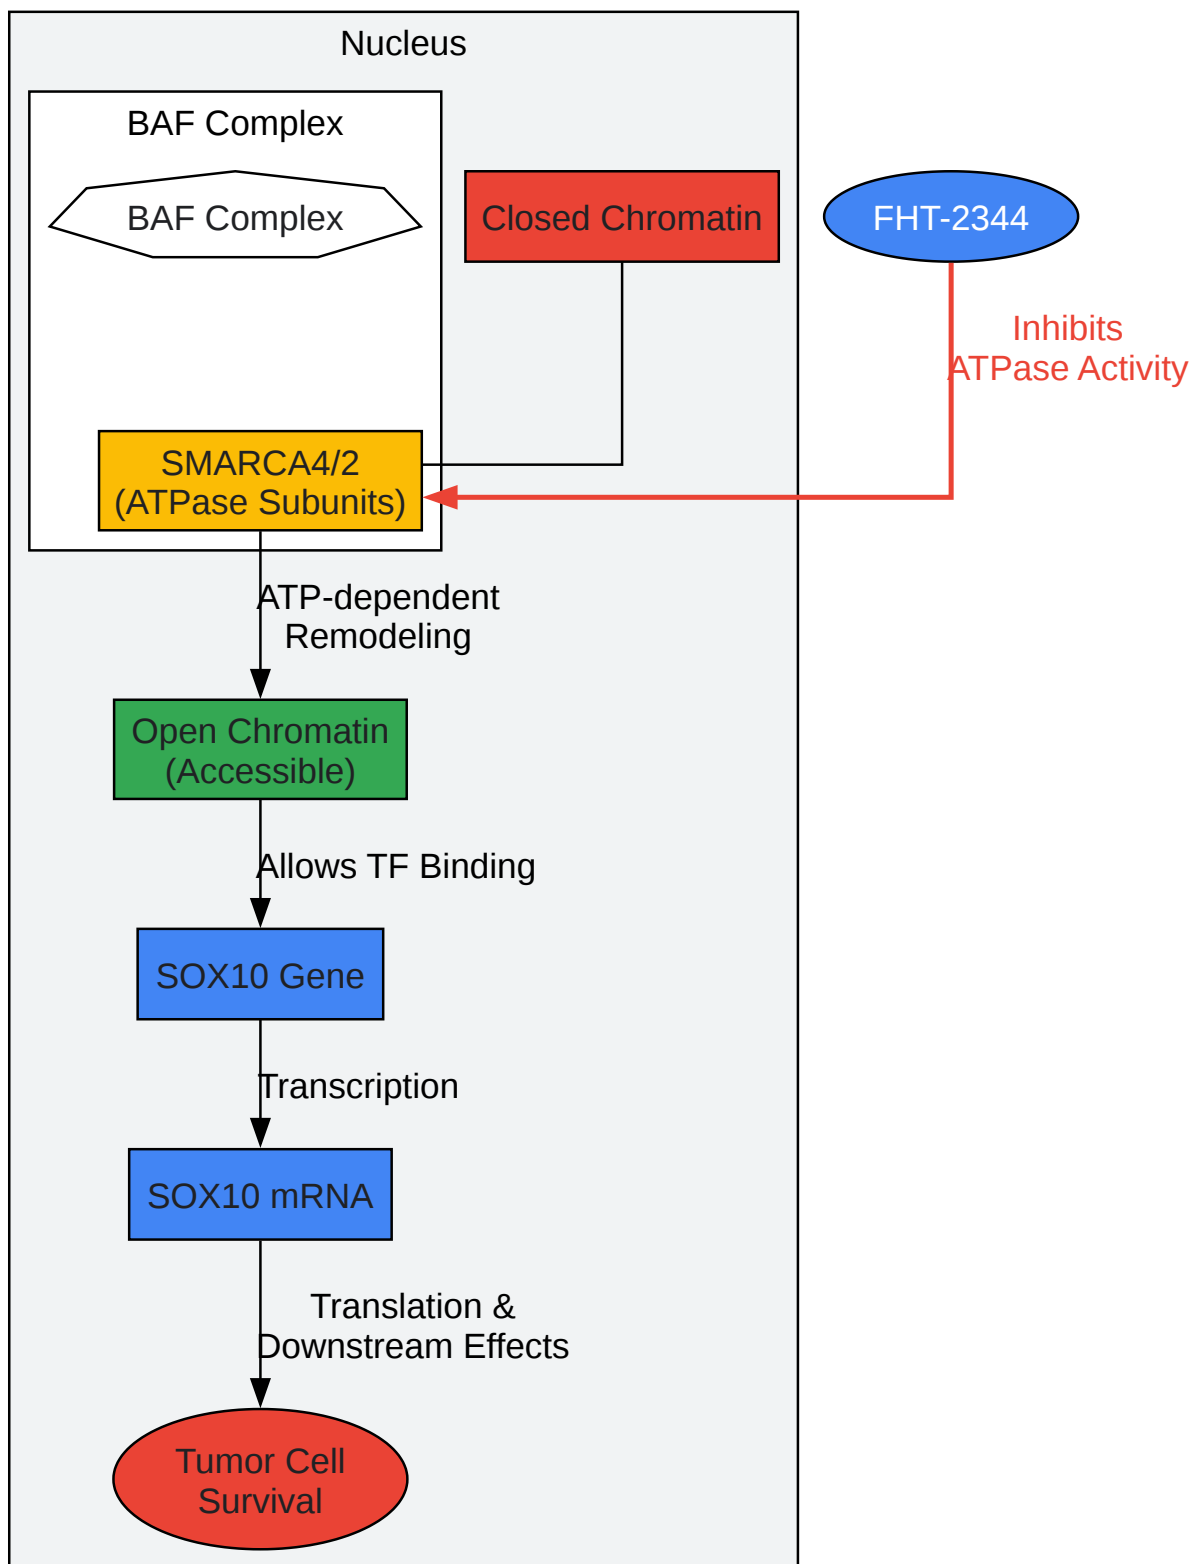 Nucleus
BAF Complex
BAF Complex
Closed Chromatin
FHT-2344
Inhibits
ATPase Activity
SMARCA4/2
(ATPase Subunits)
ATP-dependent
Remodeling
Open Chromatin
(Accessible)
Allows TF Binding
SOX10 Gene
Transcription
SOX10 mRNA
Translation &
Downstream Effects
Tumor Cell
Survival